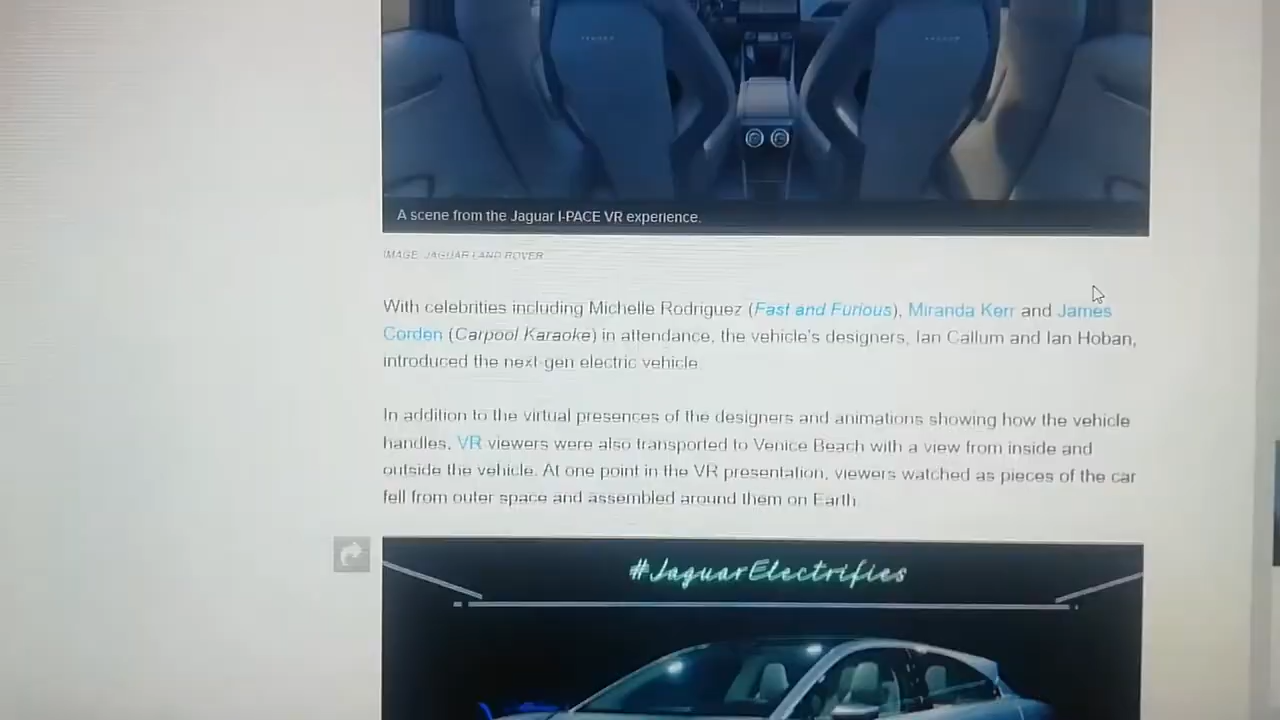 A scene from the Jaguar I-PACE VR experience.
IMAGE: JAGUAR LAND ROVER
With celebrities including Michelle Rodriguez (Fast and Furious), Miranda Kerr and James
Corden (Carpool Karaoke) in attendance, the vehicle's designers, Ian Callum and Ian Hoban,
introduced the next-gen electric vehicle.
In addition to the virtual presences of the designers and animations showing how the vehicle
handles, VR viewers were also transported to Venice Beach with a view from inside and
outside the vehicle. At one point in the VR presentation, viewers watched as pieces of the car
fell from outer space and assembled around them on Earth.
#JaguarElectrifies